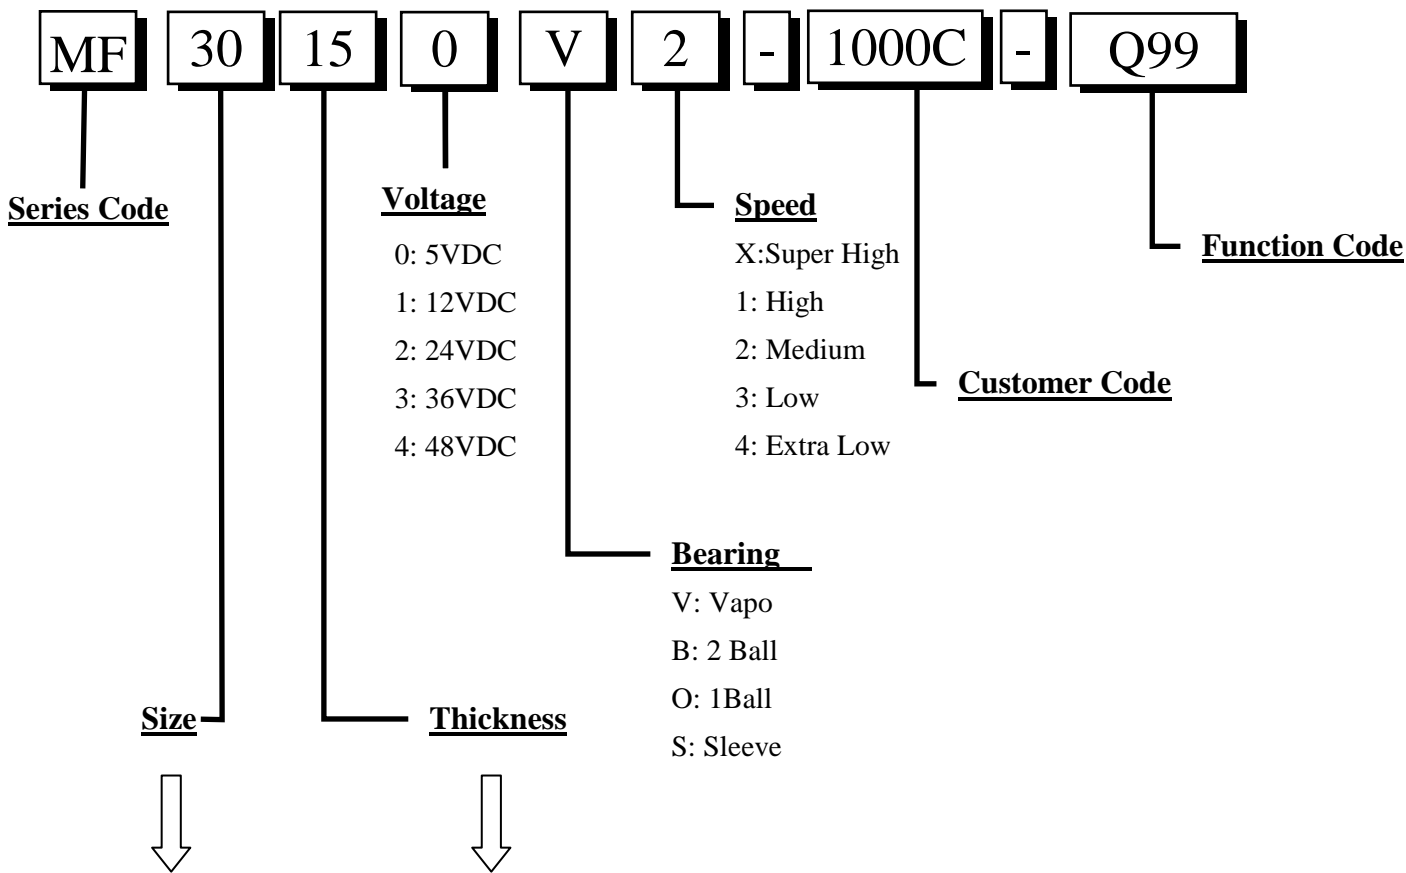 MF 30 15 0 V 2 - 1000C - Q99
Series Code
Voltage
0: 5VDC
1: 12VDC
2: 24VDC
3: 36VDC
4: 48VDC
Speed
X:Super High
1: High
2: Medium
3: Low
4: Extra Low
Function Code
Customer Code
Bearing
V: Vapo
B: 2 Ball
O: 1Ball
S: Sleeve
Size
Thickness